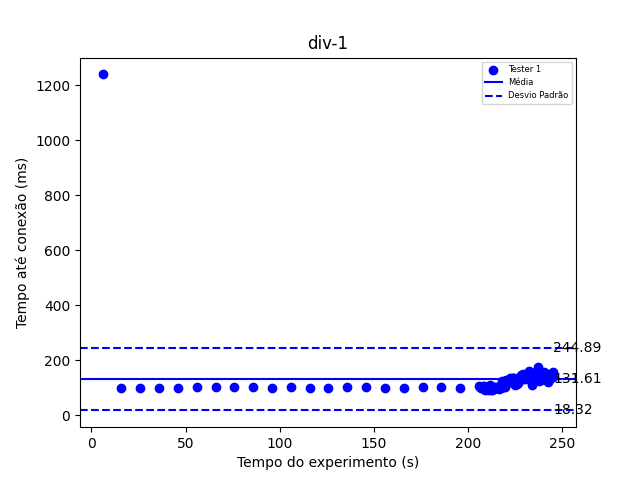 div-1
Tempo até conexão (ms)
1200
1000
800
600
400
200
0
Tester 1
Média
Desvio Padrão
244.89
131.61
18.32
0
50
100
150
200
250
Tempo do experimento (s)